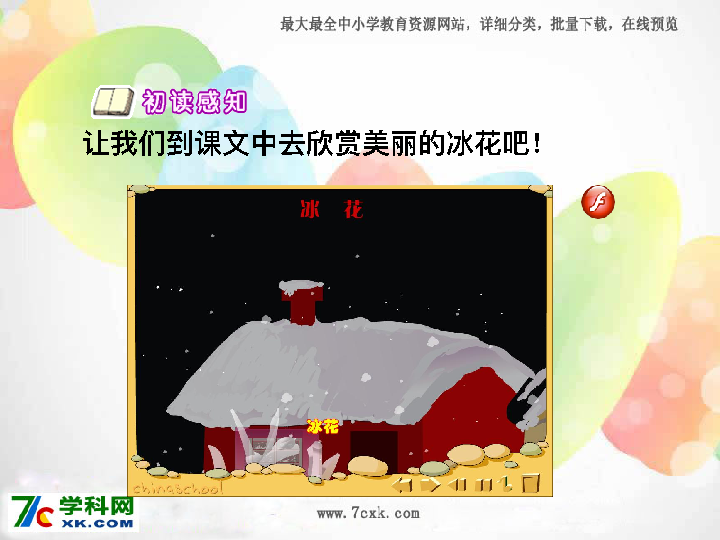 最大最全中小学教育资源网站，详细分类，批量下载，在线预览
初读感知
让我们到课文中去欣赏美丽的冰花吧！
冰 花
冰花
chinaschool
7C 学科网
XK.COM
www.7cxk.com